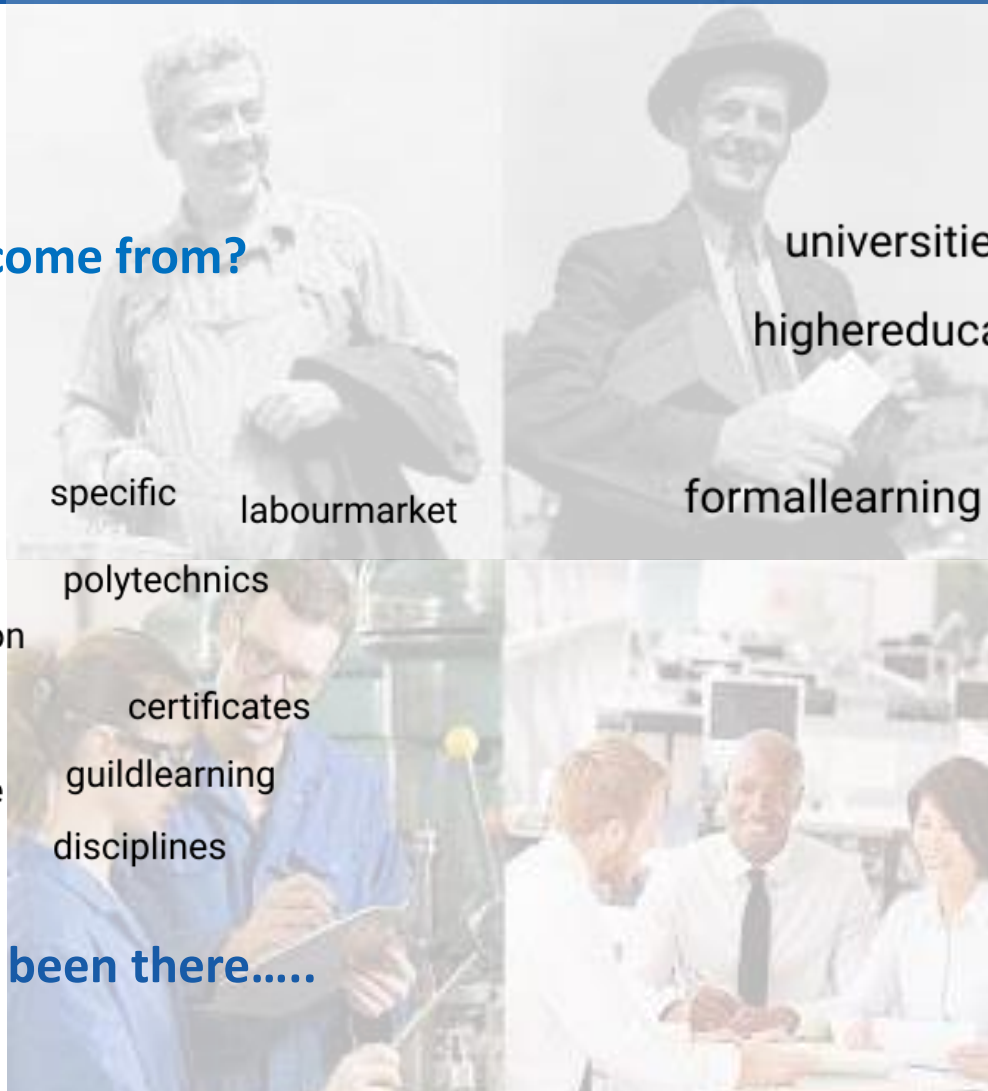 come from?
universitie
highereduca
specific
labourmarket
formallearning
polytechnics
on
certificates
guildlearning
e
disciplines
been there.....